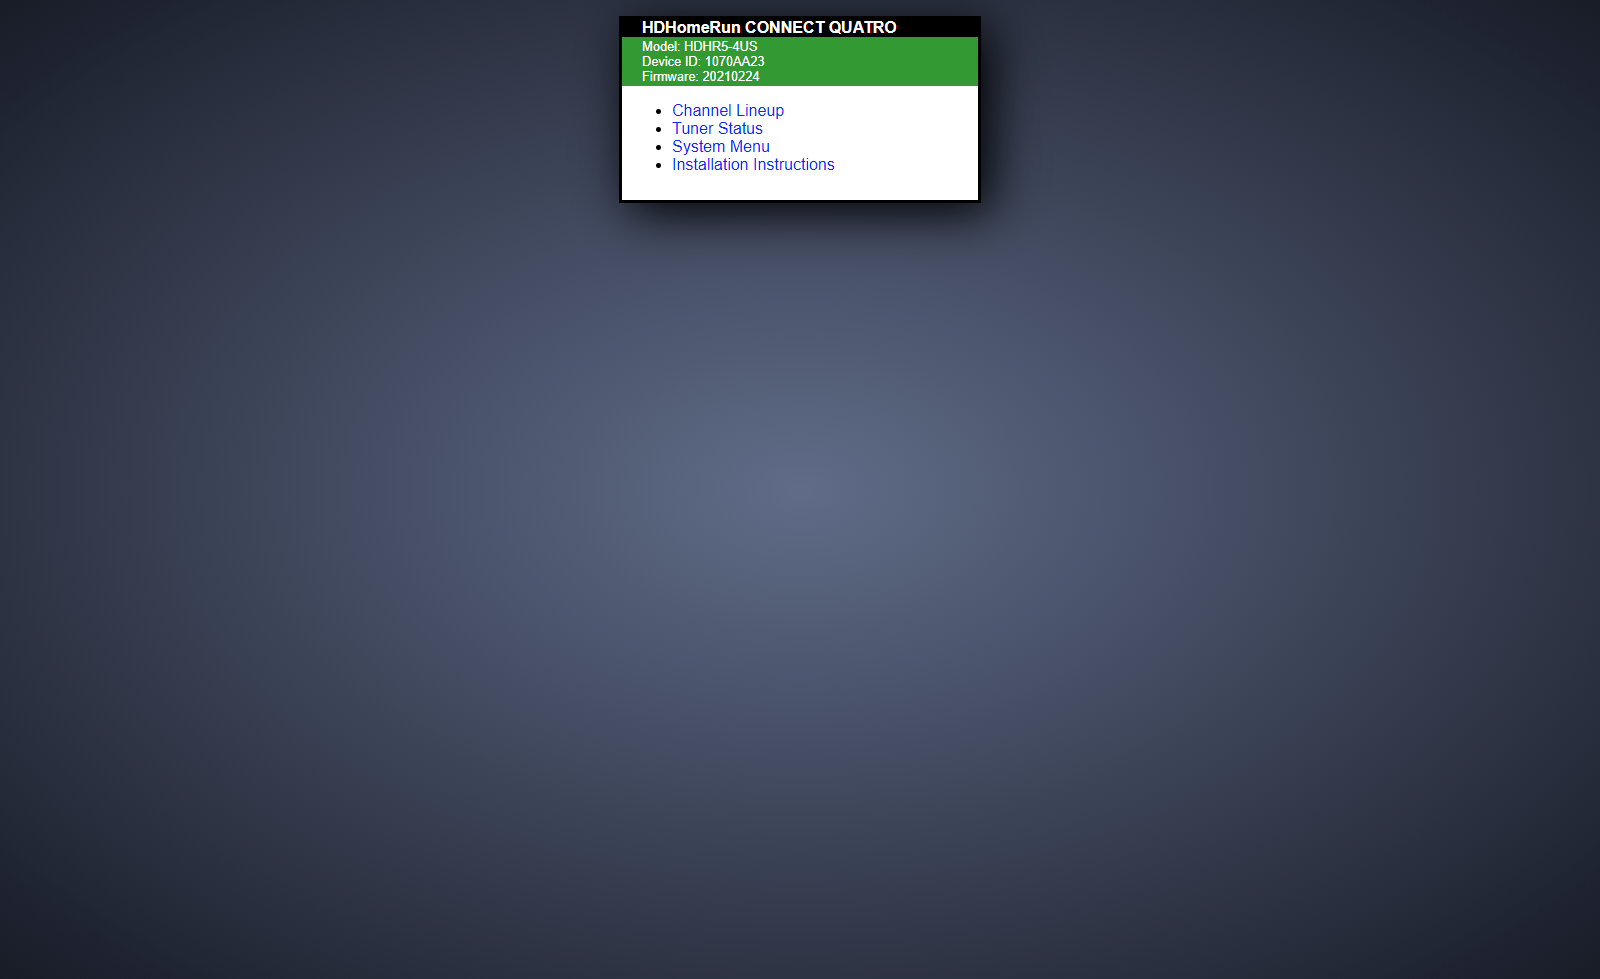 HDHomeRun CONNECT QUATRO
Model: HDHR5-4US
Device ID: 1070AA23
Firmware: 20210224
Channel Lineup
Tuner Status
System Menu
Installation Instructions